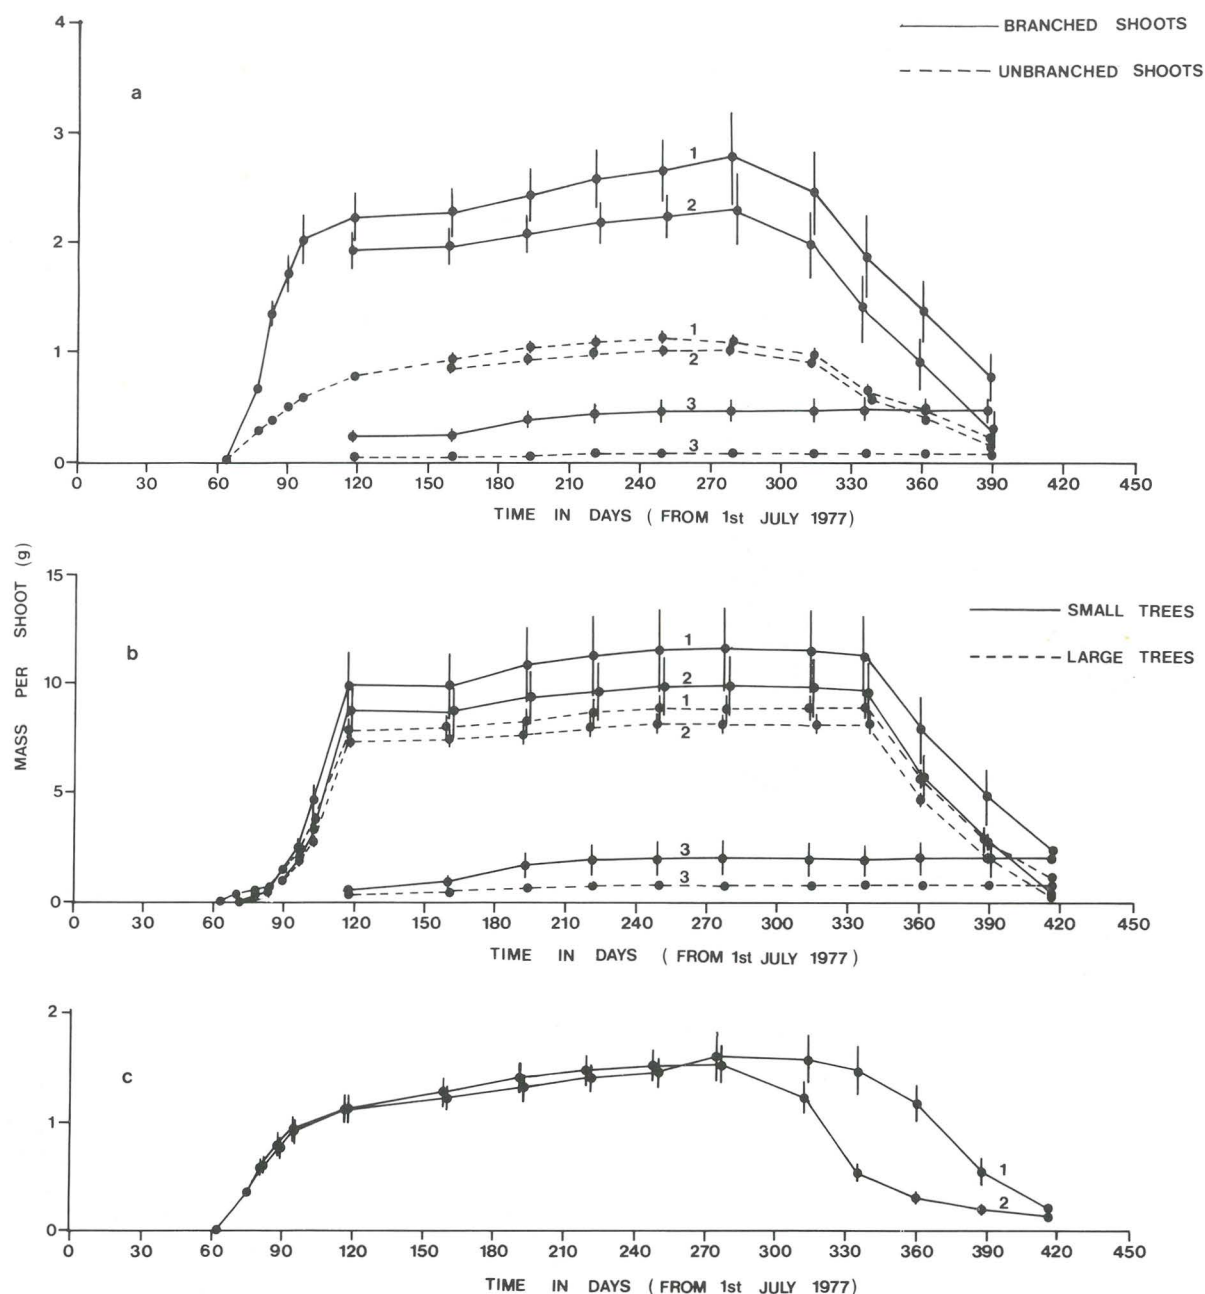 4
BRANCHED SHOOTS
UNBRANCHED SHOOTS
a
3
1
2
2
1
1
2
3
3
0
0 30 60 90 120 150 180 210 240 270 300 330 360 390 420 450
TIME IN DAYS ( FROM 1st JULY 1977)
MASS PER SHOOT (g)
15
SMALL TREES
LARGE TREES
b
1
10
2
1
2
5
3
3
0
0 30 60 90 120 150 180 210 240 270 300 330 360 390 420 450
TIME IN DAYS ( FROM 1st JULY 1977)
2
c
1
1
2
0
0 30 60 90 120 150 180 210 240 270 300 330 360 390 420 450
TIME IN DAYS (FROM 1st JULY 1977)